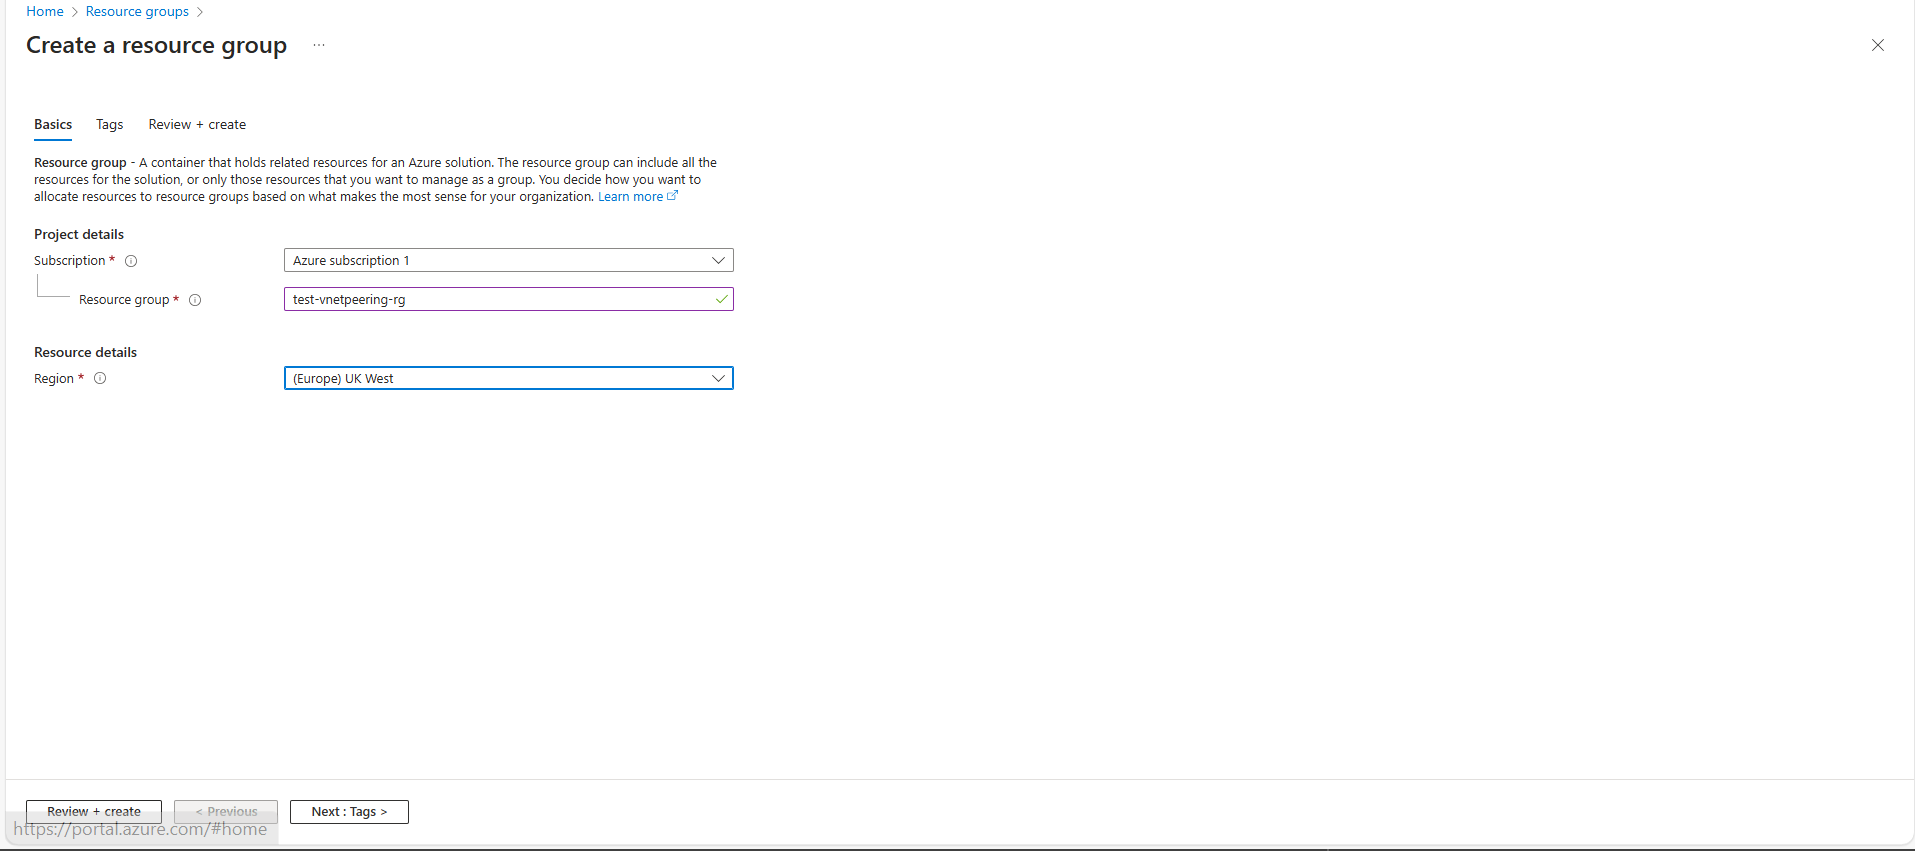 Home > Resource groups >
Create a resource group ...
Basics Tags Review + create
Resource group - A container that holds related resources for an Azure solution. The resource group can include all the
resources for the solution, or only those resources that you want to manage as a group. You decide how you want to
allocate resources to resource groups based on what makes the most sense for your organization. Learn more
Project details
Subscription * Azure subscription 1
Resource group * test-vnetpeering-rg
Resource details
Region * (Europe) UK West
Review + create < Previous Next : Tags >
https://portal.azure.com/#home